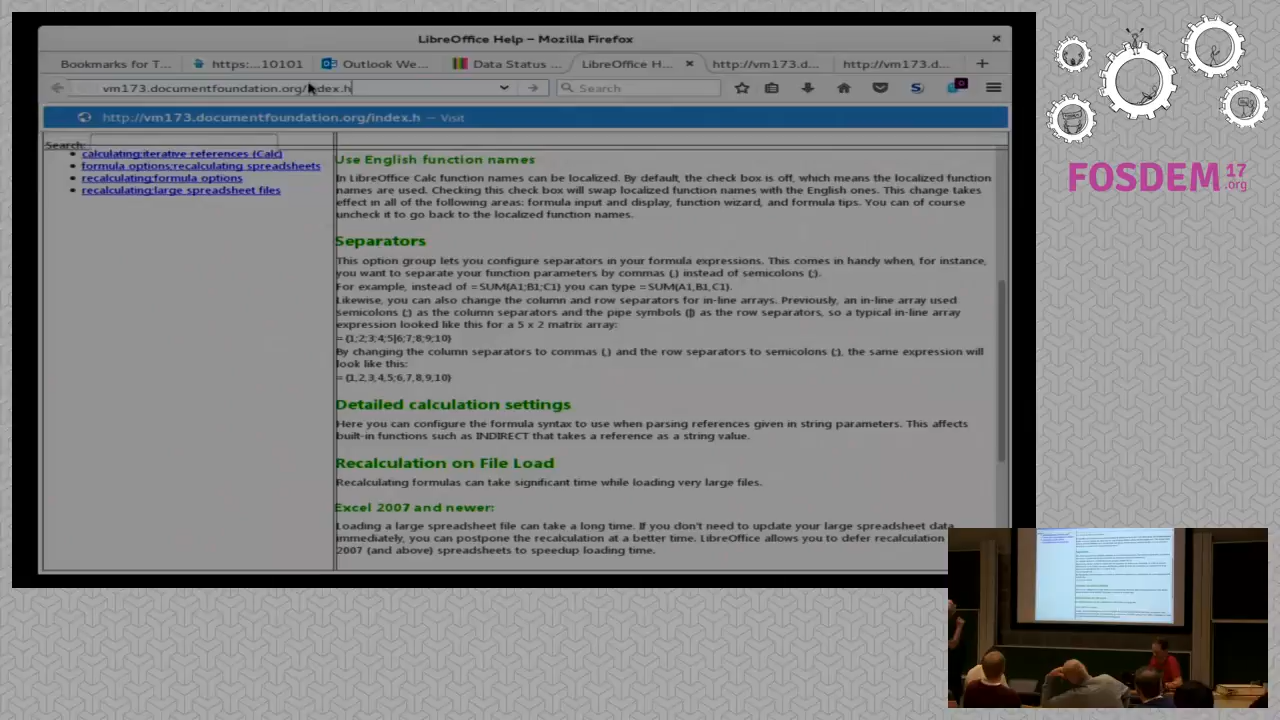 LibreOffice Help – Mozilla Firefox
Bookmarks for T... https:...10101 Outlook We... Data Status ... LibreOffice H... http://vm173.d... http://vm173.d...
vm173.documentfoundation.org/index.h
Search
http://vm173.documentfoundation.org/index.h — Visit
Search:
calculating;iterative references (Calc)
formula options;recalculating spreadsheets
recalculating;formula options
recalculating;large spreadsheet files
Use English function names
In LibreOffice Calc function names can be localized. By default, the check box is off, which means the localized function
names are used. Checking this check box will swap localized function names with the English ones. This change takes
effect in all of the following areas: formula input and display, function wizard, and formula tips. You can of course
uncheck it to go back to the localized function names.
Separators
This option group lets you configure separators in your formula expressions. This comes in handy when, for instance,
you want to separate your function parameters by commas (,) instead of semicolons (;).
For example, instead of =SUM(A1;B1;C1) you can type =SUM(A1,B1,C1).
Likewise, you can also change the column and row separators for in-line arrays. Previously, an in-line array used
semicolons (;) as the column separators and the pipe symbols (|) as the row separators, so a typical in-line array
expression looked like this for a 5 x 2 matrix array:
={1;2;3;4;5|6;7;8;9;10}
By changing the column separators to commas (,) and the row separators to semicolons (;), the same expression will
look like this:
={1,2,3,4,5;6,7,8,9,10}
Detailed calculation settings
Here you can configure the formula syntax to use when parsing references given in string parameters. This affects
built-in functions such as INDIRECT that takes a reference as a string value.
Recalculation on File Load
Recalculating formulas can take significant time while loading very large files.
Excel 2007 and newer:
Loading a large spreadsheet file can take a long time. If you don't need to update your large spreadsheet data
the recalculation at a better time. LibreOffice allows you to defer recalculation
2007 spreadsheets to speedup loading time.
FOSDEM 17
.org